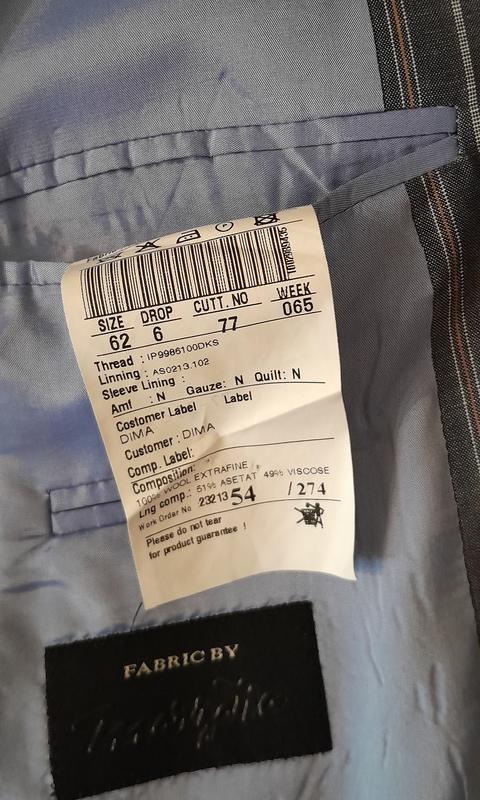 SIZE DROP CUTT. NO WEEK
62 6 77 065
Thread : IP9986100DKS
Linning : AS0213.102
Sleeve Lining :
Amf : N Gauze: N Quilt: N
Costomer Label Label
DIMA
Customer : DIMA
Comp. Label:
Composition:
100% WOOL EXTRAFINE
Lng comp.: 51% ASETAT 49% VISCOSE
Work Order No 2321354 /274
Please do not tear
for product guarantee !
FABRIC BY